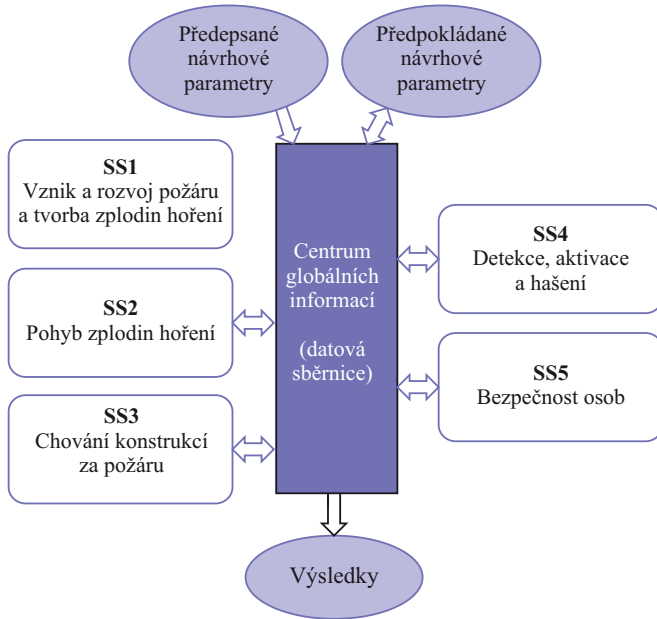 Předepsané
návrhové
parametry
Předpokládané
návrhové
parametry
SS1
Vznik a rozvoj požáru
a tvorba zplodin hoření
SS2
Pohyb zplodin hoření
SS3
Chování konstrukcí
za požáru
Centrum
globálních
informací
(datová
sběrnice)
SS4
Detekce, aktivace
a hašení
SS5
Bezpečnost osob
Výsledky